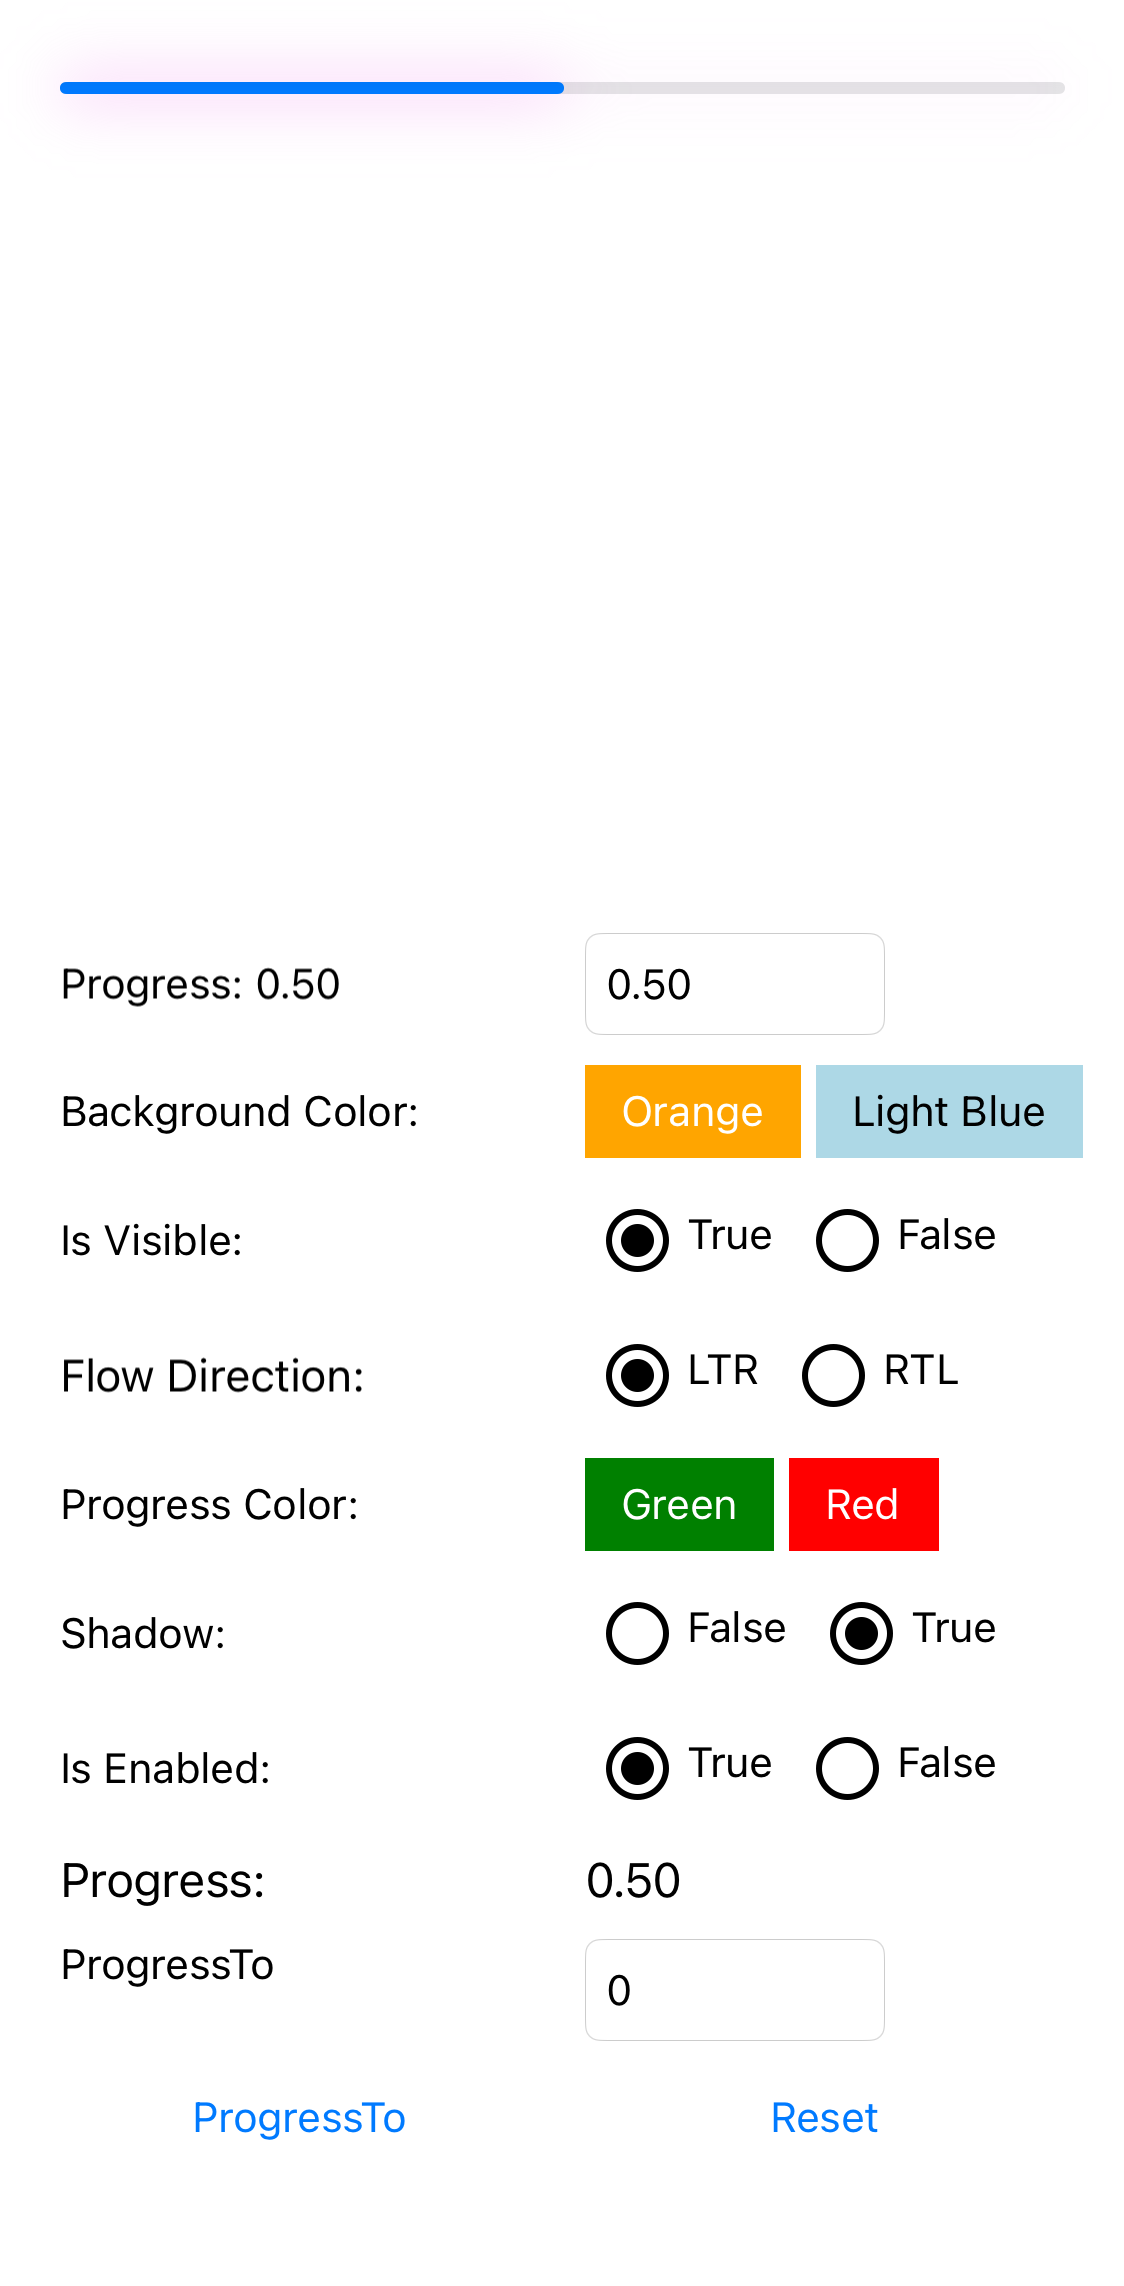 Progress: 0.50 0.50
Background Color: Orange Light Blue
Is Visible: True False
Flow Direction: LTR RTL
Progress Color: Green Red
Shadow: False True
Is Enabled: True False
Progress: 0.50
ProgressTo 0
ProgressTo Reset